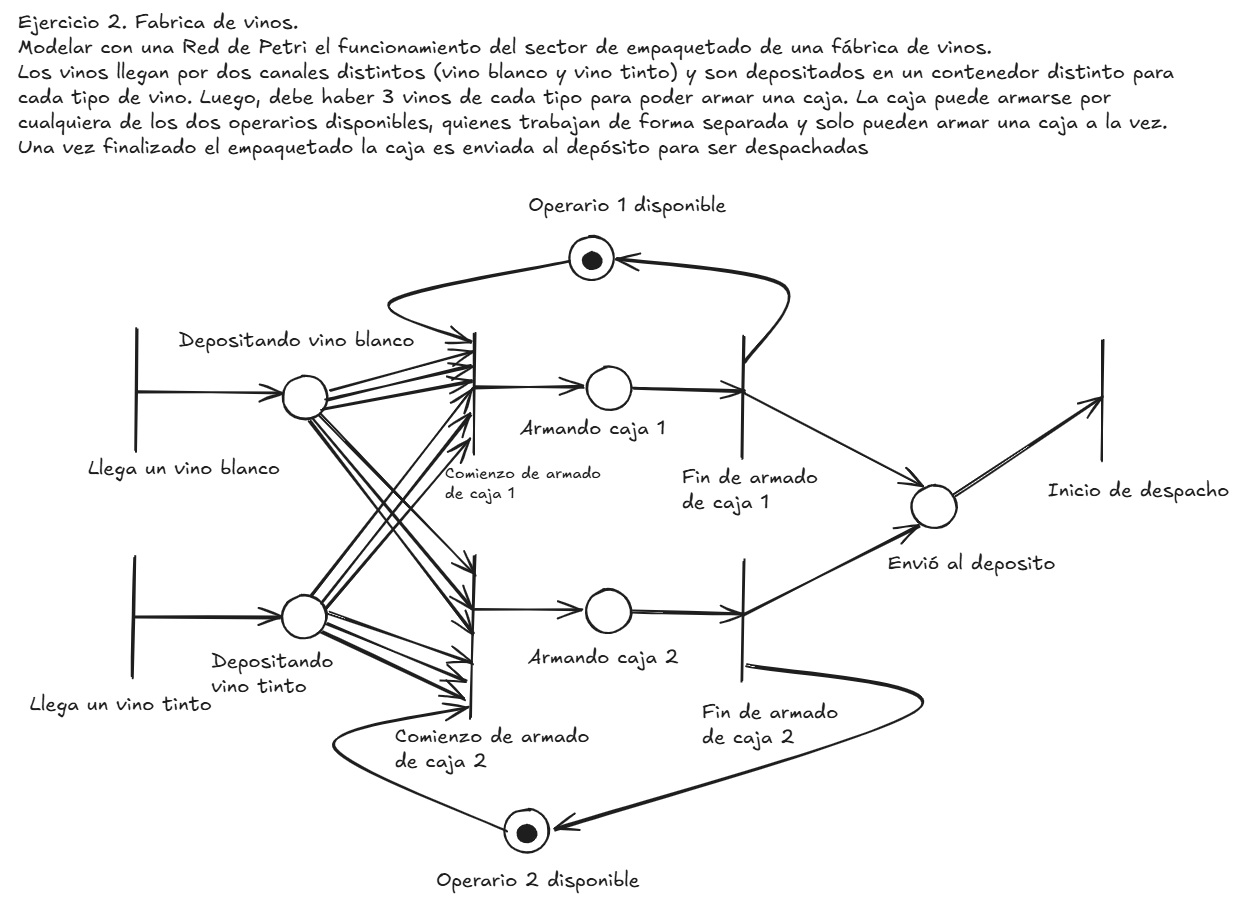 Ejercicio 2. Fabrica de vinos.
Modelar con una Red de Petri el funcionamiento del sector de empaquetado de una fábrica de vinos.
Los vinos llegan por dos canales distintos (vino blanco y vino tinto) y son depositados en un contenedor distinto para
cada tipo de vino. Luego, debe haber 3 vinos de cada tipo para poder armar una caja. La caja puede armarse por
cualquiera de los dos operarios disponibles, quienes trabajan de forma separada y solo pueden armar una caja a la vez.
Una vez finalizado el empaquetado la caja es enviada al depósito para ser despachadas
Operario 1 disponible
Depositando vino blanco
Llega un vino blanco
Armando caja 1
Comienzo de armado
de caja 1
Fin de armado
de caja 1
Inicio de despacho
Envió al deposito
Depositando
vino tinto
Llega un vino tinto
Armando caja 2
Comienzo de armado
de caja 2
Fin de armado
de caja 2
Operario 2 disponible